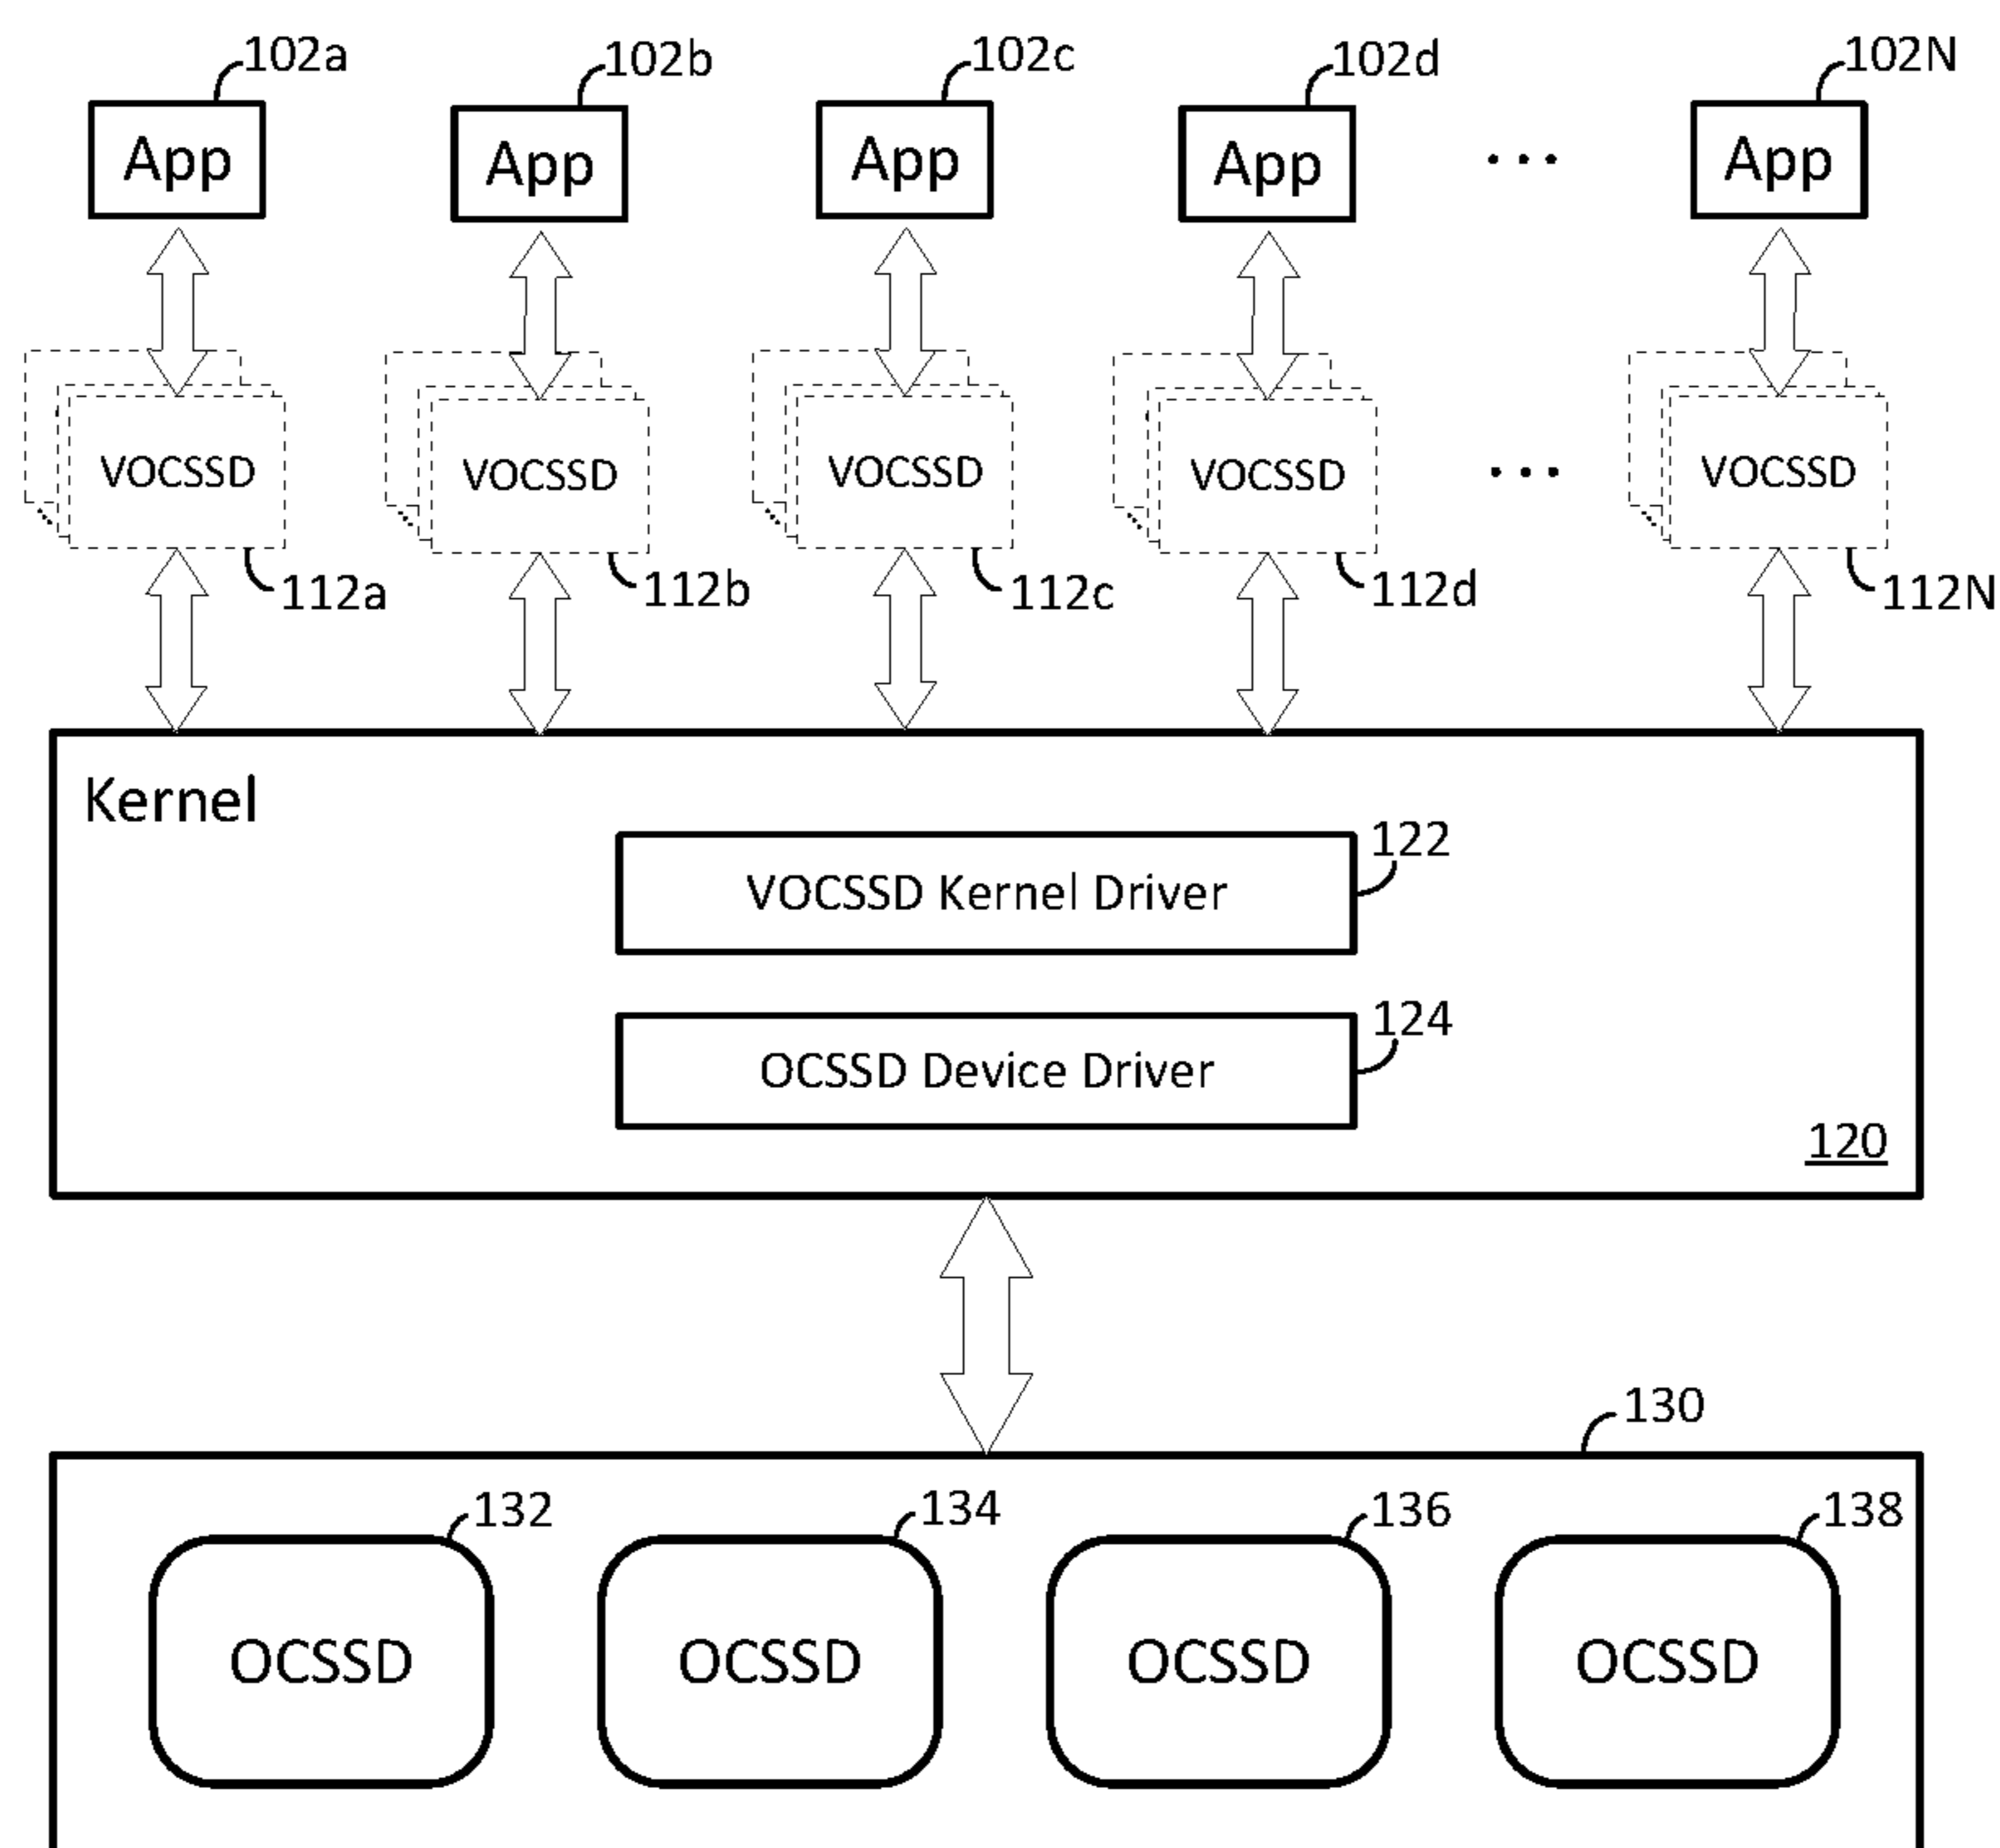 102a 102b 102c 102d 102N
App App App App ... App
VOCSSD VOCSSD VOCSSD VOCSSD ... VOCSSD
112a 112b 112c 112d 112N
Kernel
122
VOCSSD Kernel Driver
124
OCSSD Device Driver
120
130
132 134 136 138
OCSSD OCSSD OCSSD OCSSD